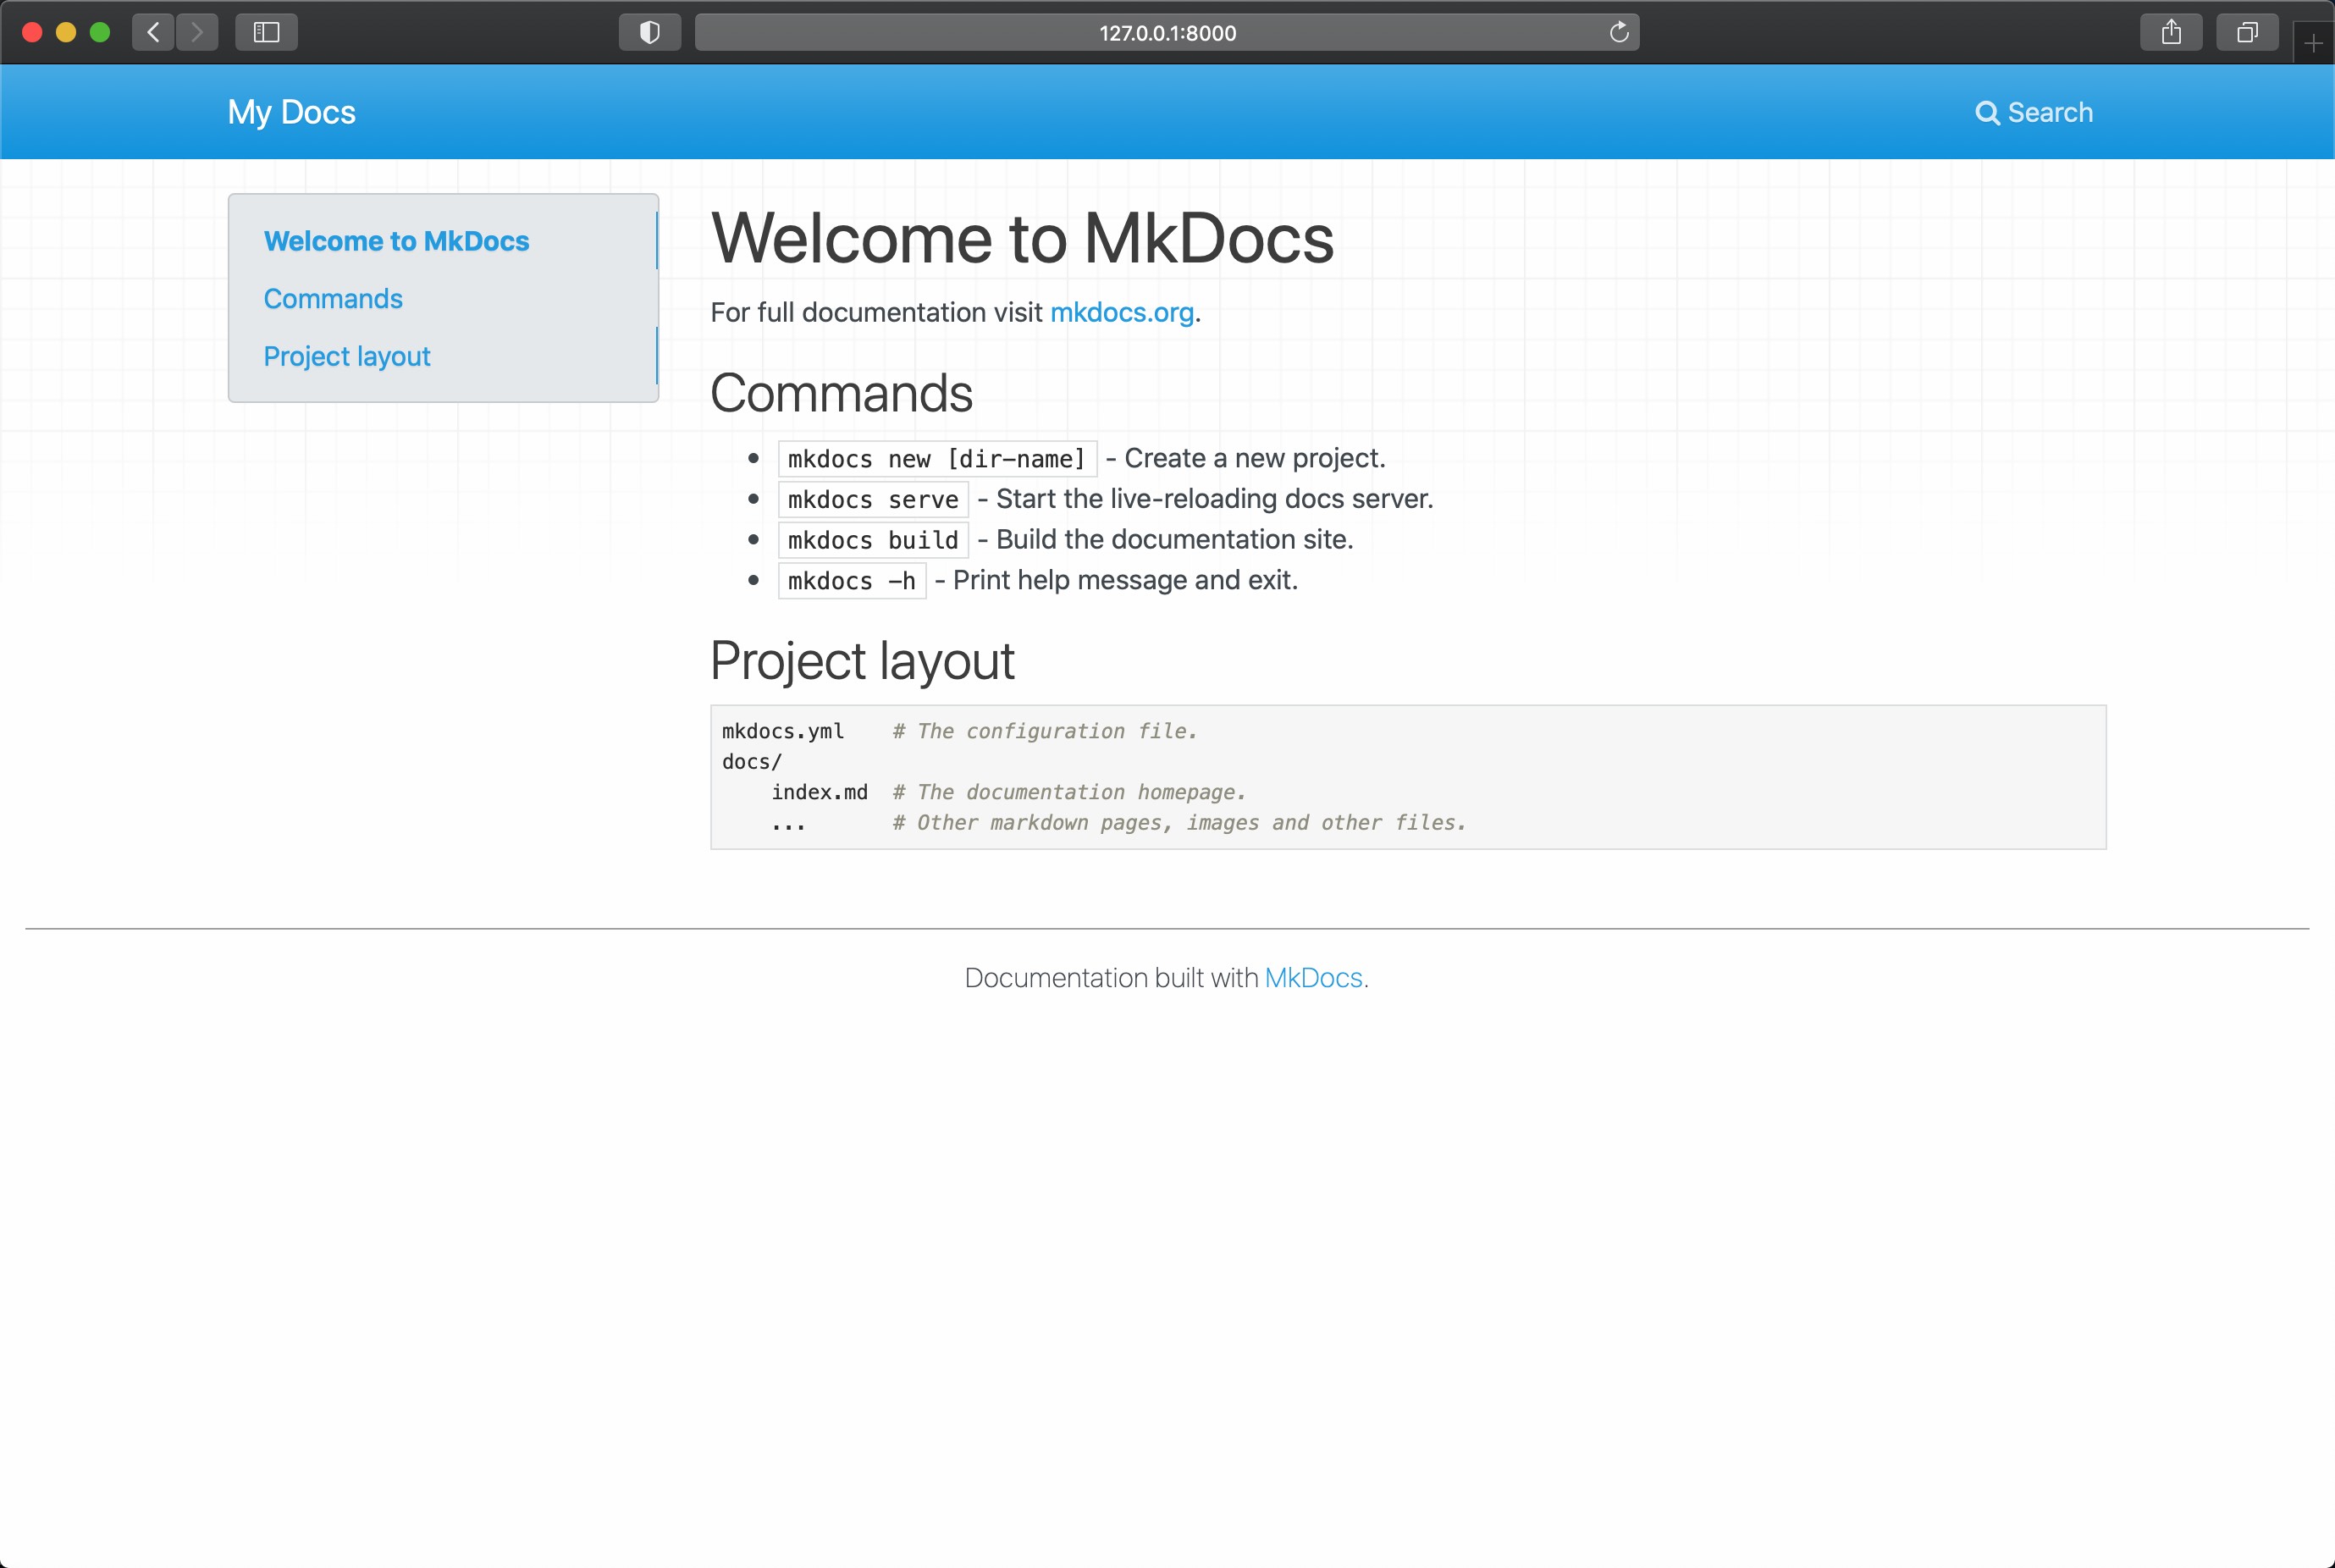 127.0.0.1:8000
My Docs
Search
Welcome to MkDocs
Commands
Project layout
Welcome to MkDocs
For full documentation visit mkdocs.org.
Commands
mkdocs new [dir-name] - Create a new project.
mkdocs serve - Start the live-reloading docs server.
mkdocs build - Build the documentation site.
mkdocs -h - Print help message and exit.
Project layout
mkdocs.yml    # The configuration file.
docs/
    index.md  # The documentation homepage.
    ...       # Other markdown pages, images and other files.
Documentation built with MkDocs.